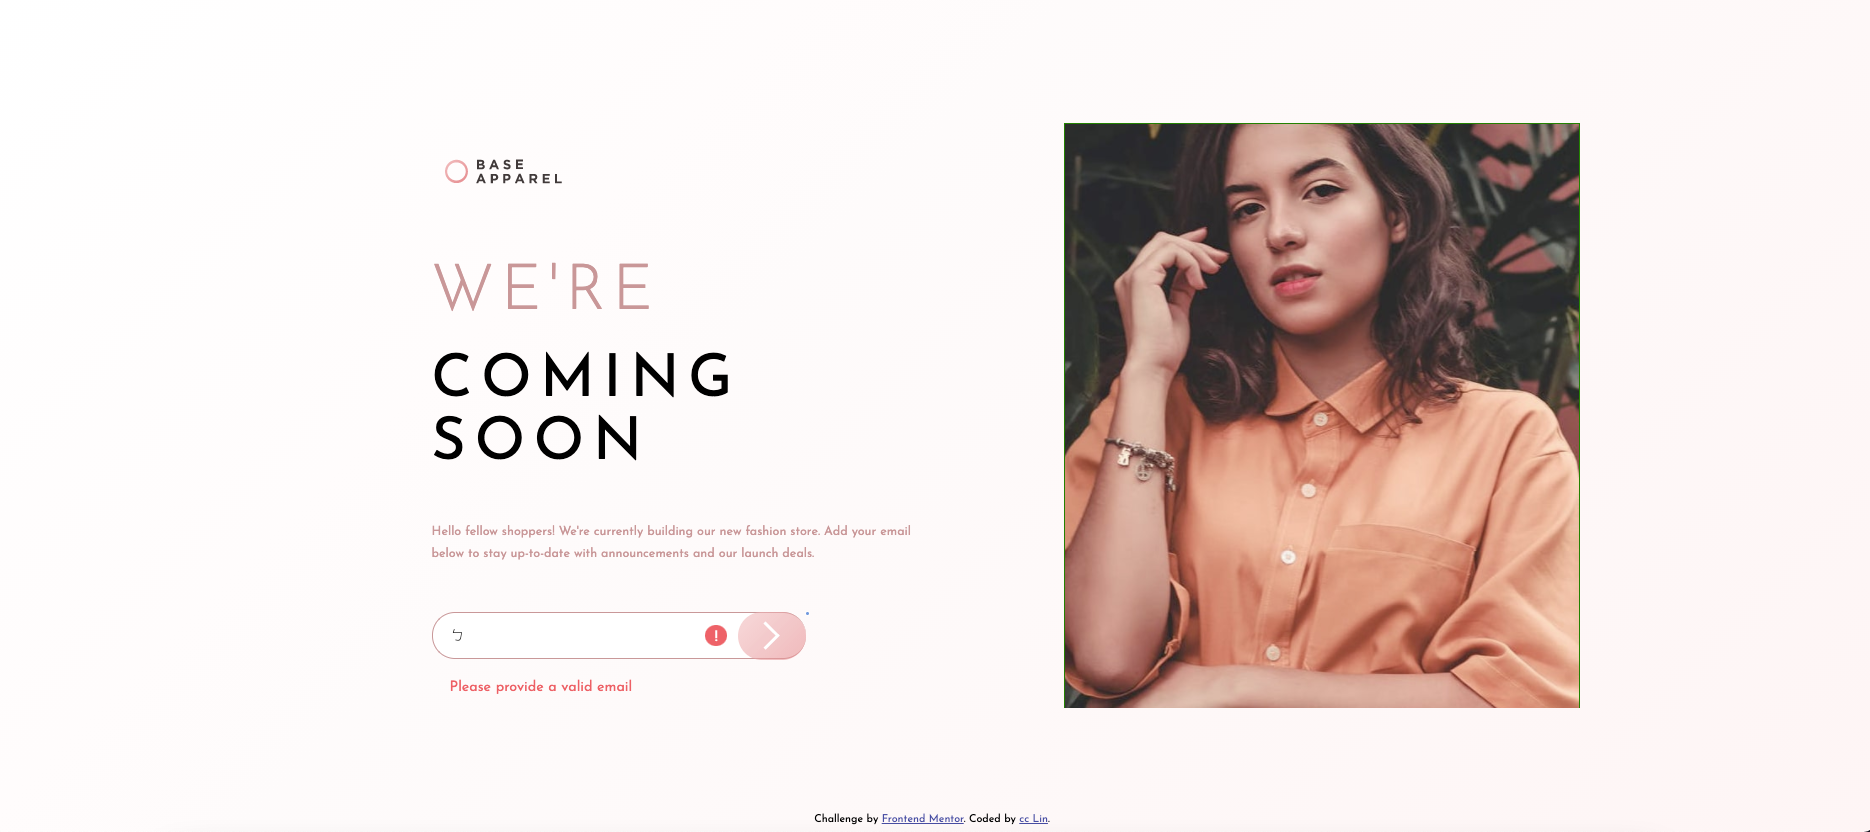 BASE
APPAREL
WE'RE
COMING
SOON
Hello fellow shoppers! We're currently building our new fashion store. Add your email
below to stay up-to-date with announcements and our launch deals.
!
Please provide a valid email
Challenge by Frontend Mentor. Coded by cc Lin.